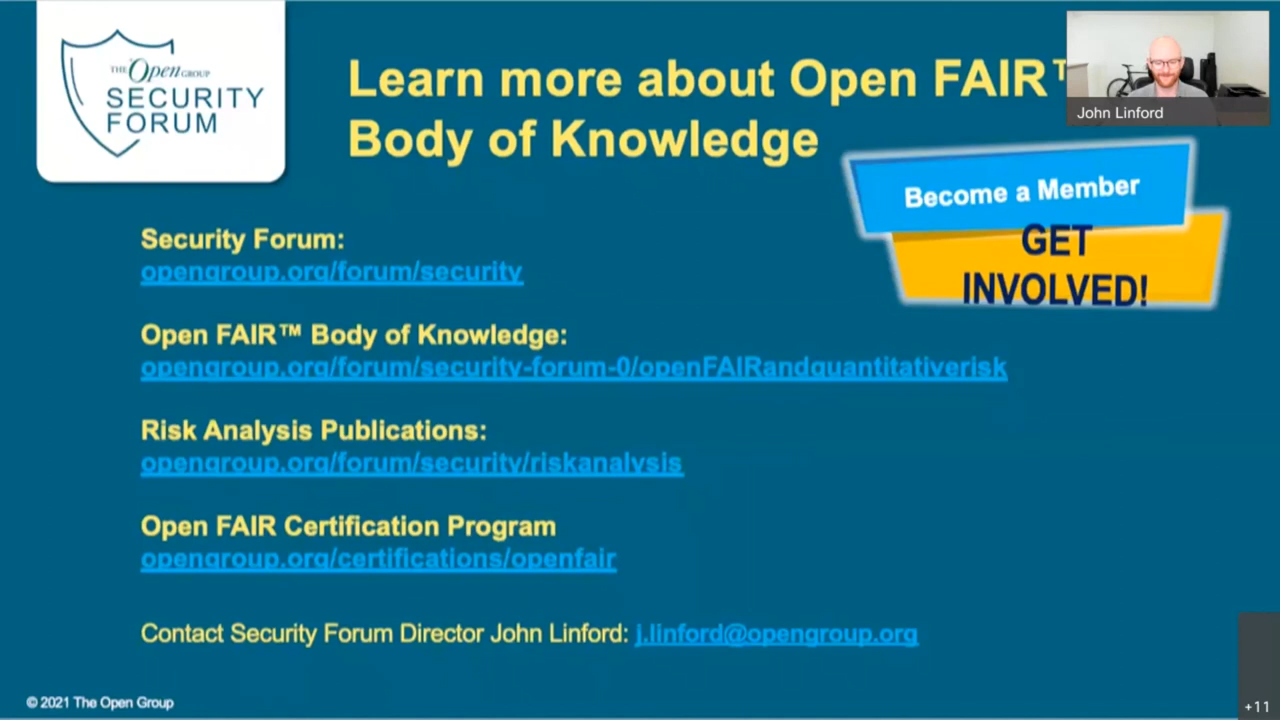 THE Open GROUP
SECURITY
FORUM
Learn more about Open FAIR™
Body of Knowledge
John Linford
Become a Member
GET
INVOLVED!
Security Forum:
opengroup.org/forum/security
Open FAIR™ Body of Knowledge:
opengroup.org/forum/security-forum-0/openFAIRandquantitativerisk
Risk Analysis Publications:
opengroup.org/forum/security/riskanalysis
Open FAIR Certification Program
opengroup.org/certifications/openfair
Contact Security Forum Director John Linford: j.linford@opengroup.org
© 2021 The Open Group
+11